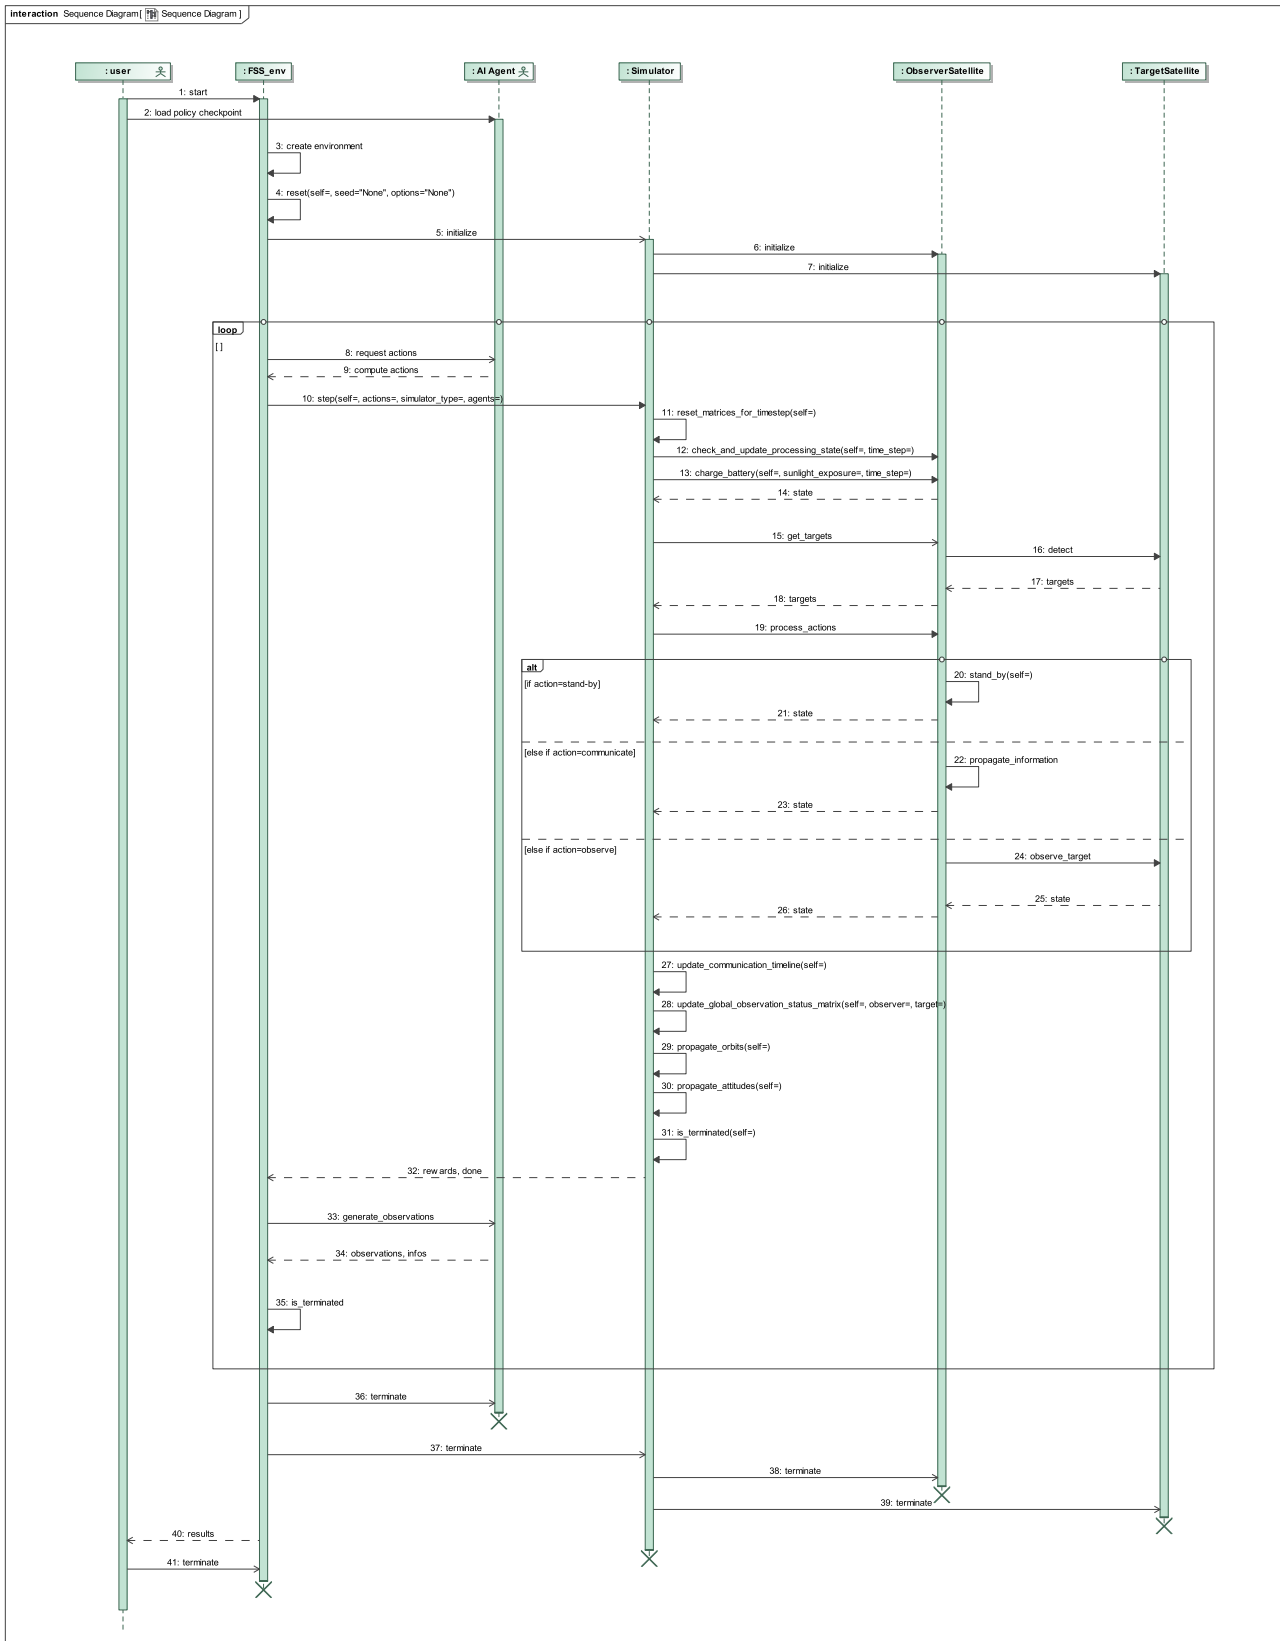 interaction Sequence Diagram[ Sequence Diagram ]
: user
: FSS_env
: AI Agent
: Simulator
: ObserverSatellite
: TargetSatellite
1: start
2: load policy checkpoint
3: create environment
4: reset(self=, seed="None", options="None")
5: initialize
6: initialize
7: initialize
loop
[ ]
8: request actions
9: compute actions
10: step(self=, actions=, simulator_type=, agents=)
11: reset_matrices_for_timestep(self=)
12: check_and_update_processing_state(self=, time_step=)
13: charge_battery(self=, sunlight_exposure=, time_step=)
14: state
15: get_targets
16: detect
17: targets
18: targets
19: process_actions
alt
[if action=stand-by]
20: stand_by(self=)
21: state
[else if action=communicate]
22: propagate_information
23: state
[else if action=observe]
24: observe_target
25: state
26: state
27: update_communication_timeline(self=)
28: update_global_observation_status_matrix(self=, observer=, target=)
29: propagate_orbits(self=)
30: propagate_attitudes(self=)
31: is_terminated(self=)
32: rewards, done
33: generate_observations
34: observations, infos
35: is_terminated
36: terminate
37: terminate
38: terminate
39: terminate
40: results
41: terminate